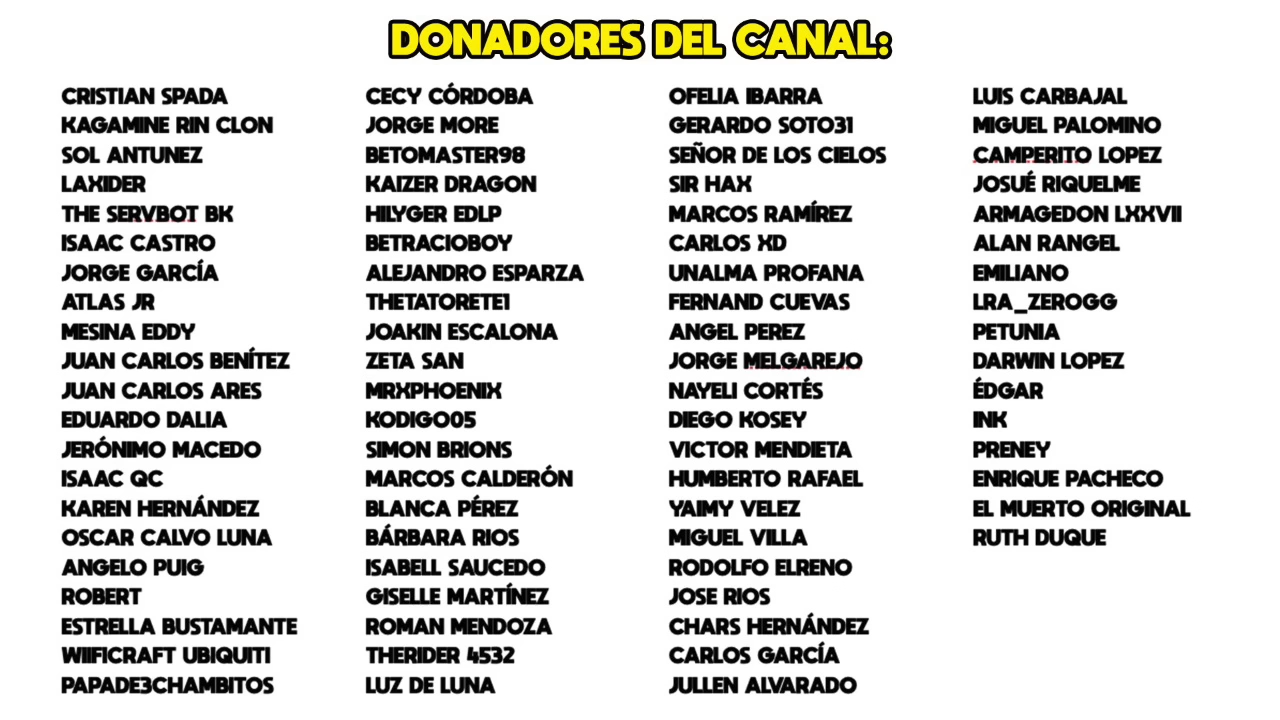 DONADORES DEL CANAL:
CRISTIAN SPADA
KAGAMINE RIN CLON
SOL ANTUNEZ
LAXIDER
THE SERVBOT BK
ISAAC CASTRO
JORGE GARCÍA
ATLAS JR
MESINA EDDY
JUAN CARLOS BENÍTEZ
JUAN CARLOS ARES
EDUARDO DALIA
JERÓNIMO MACEDO
ISAAC QC
KAREN HERNÁNDEZ
OSCAR CALVO LUNA
ANGELO PUIG
ROBERT
ESTRELLA BUSTAMANTE
WIIFICRAFT UBIQUITI
PAPADE3CHAMBITOS
CECY CÓRDOBA
JORGE MORE
BETOMASTER98
KAIZER DRAGON
HILYGER EDLP
BETRACIOBOY
ALEJANDRO ESPARZA
THETATORETE1
JOAKIN ESCALONA
ZETA SAN
MRXPHOENIX
KODIGO05
SIMON BRIONS
MARCOS CALDERÓN
BLANCA PÉREZ
BÁRBARA RIOS
ISABELL SAUCEDO
GISELLE MARTÍNEZ
ROMAN MENDOZA
THERIDER 4532
LUZ DE LUNA
OFELIA IBARRA
GERARDO SOTO31
SEÑOR DE LOS CIELOS
SIR HAX
MARCOS RAMÍREZ
CARLOS XD
UNALMA PROFANA
FERNAND CUEVAS
ANGEL PEREZ
JORGE MELGAREJO
NAYELI CORTÉS
DIEGO KOSEY
VICTOR MENDIETA
HUMBERTO RAFAEL
YAIMY VELEZ
MIGUEL VILLA
RODOLFO ELRENO
JOSE RIOS
CHARS HERNÁNDEZ
CARLOS GARCÍA
JULLEN ALVARADO
LUIS CARBAJAL
MIGUEL PALOMINO
CAMPERITO LOPEZ
JOSUÉ RIQUELME
ARMAGEDON LXXVII
ALAN RANGEL
EMILIANO
LRA_ZEROGG
PETUNIA
DARWIN LOPEZ
ÉDGAR
INK
PRENEY
ENRIQUE PACHECO
EL MUERTO ORIGINAL
RUTH DUQUE